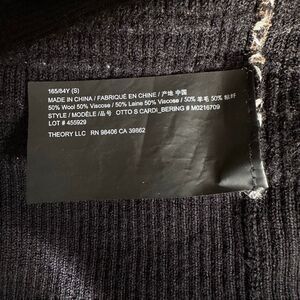 165/84Y (S)
MADE IN CHINA / FABRIQUÉ EN CHINE / 产地 中国
50% Wool 50% Viscose / 50% Laine 50% Viscose / 50% 羊毛 50% 粘纤
STYLE / MODÈLE /品名 OTTO S CARDI_BERING # M0216709
LOT # 455929
THEORY LLC RN 98406 CA 39862